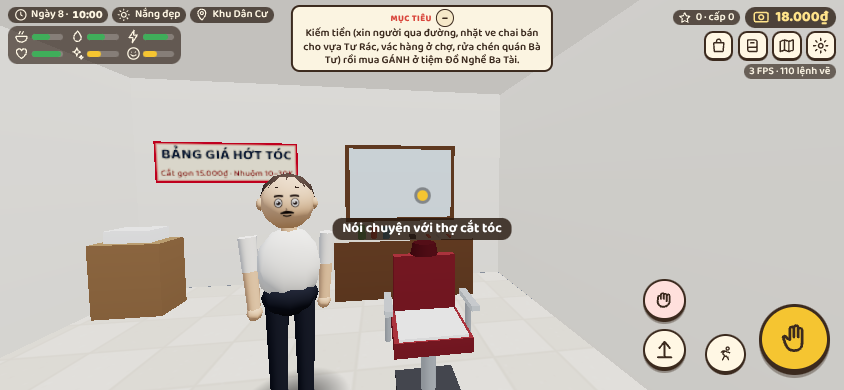 Ngày 8 · 10:00
Nắng đẹp
Khu Dân Cư
MỤC TIÊU
Kiếm tiền (xin người qua đường, nhặt ve chai bán
cho vựa Tư Rác, vác hàng ở chợ, rửa chén quán Bà
Tư) rồi mua GÁNH ở tiệm Đồ Nghề Ba Tài.
0 · cấp 0
18.000₫
3 FPS · 110 lệnh vẽ
BẢNG GIÁ HỚT TÓC
Cắt gọn 15.000₫ · Nhuộm 10-30K
Nói chuyện với thợ cắt tóc